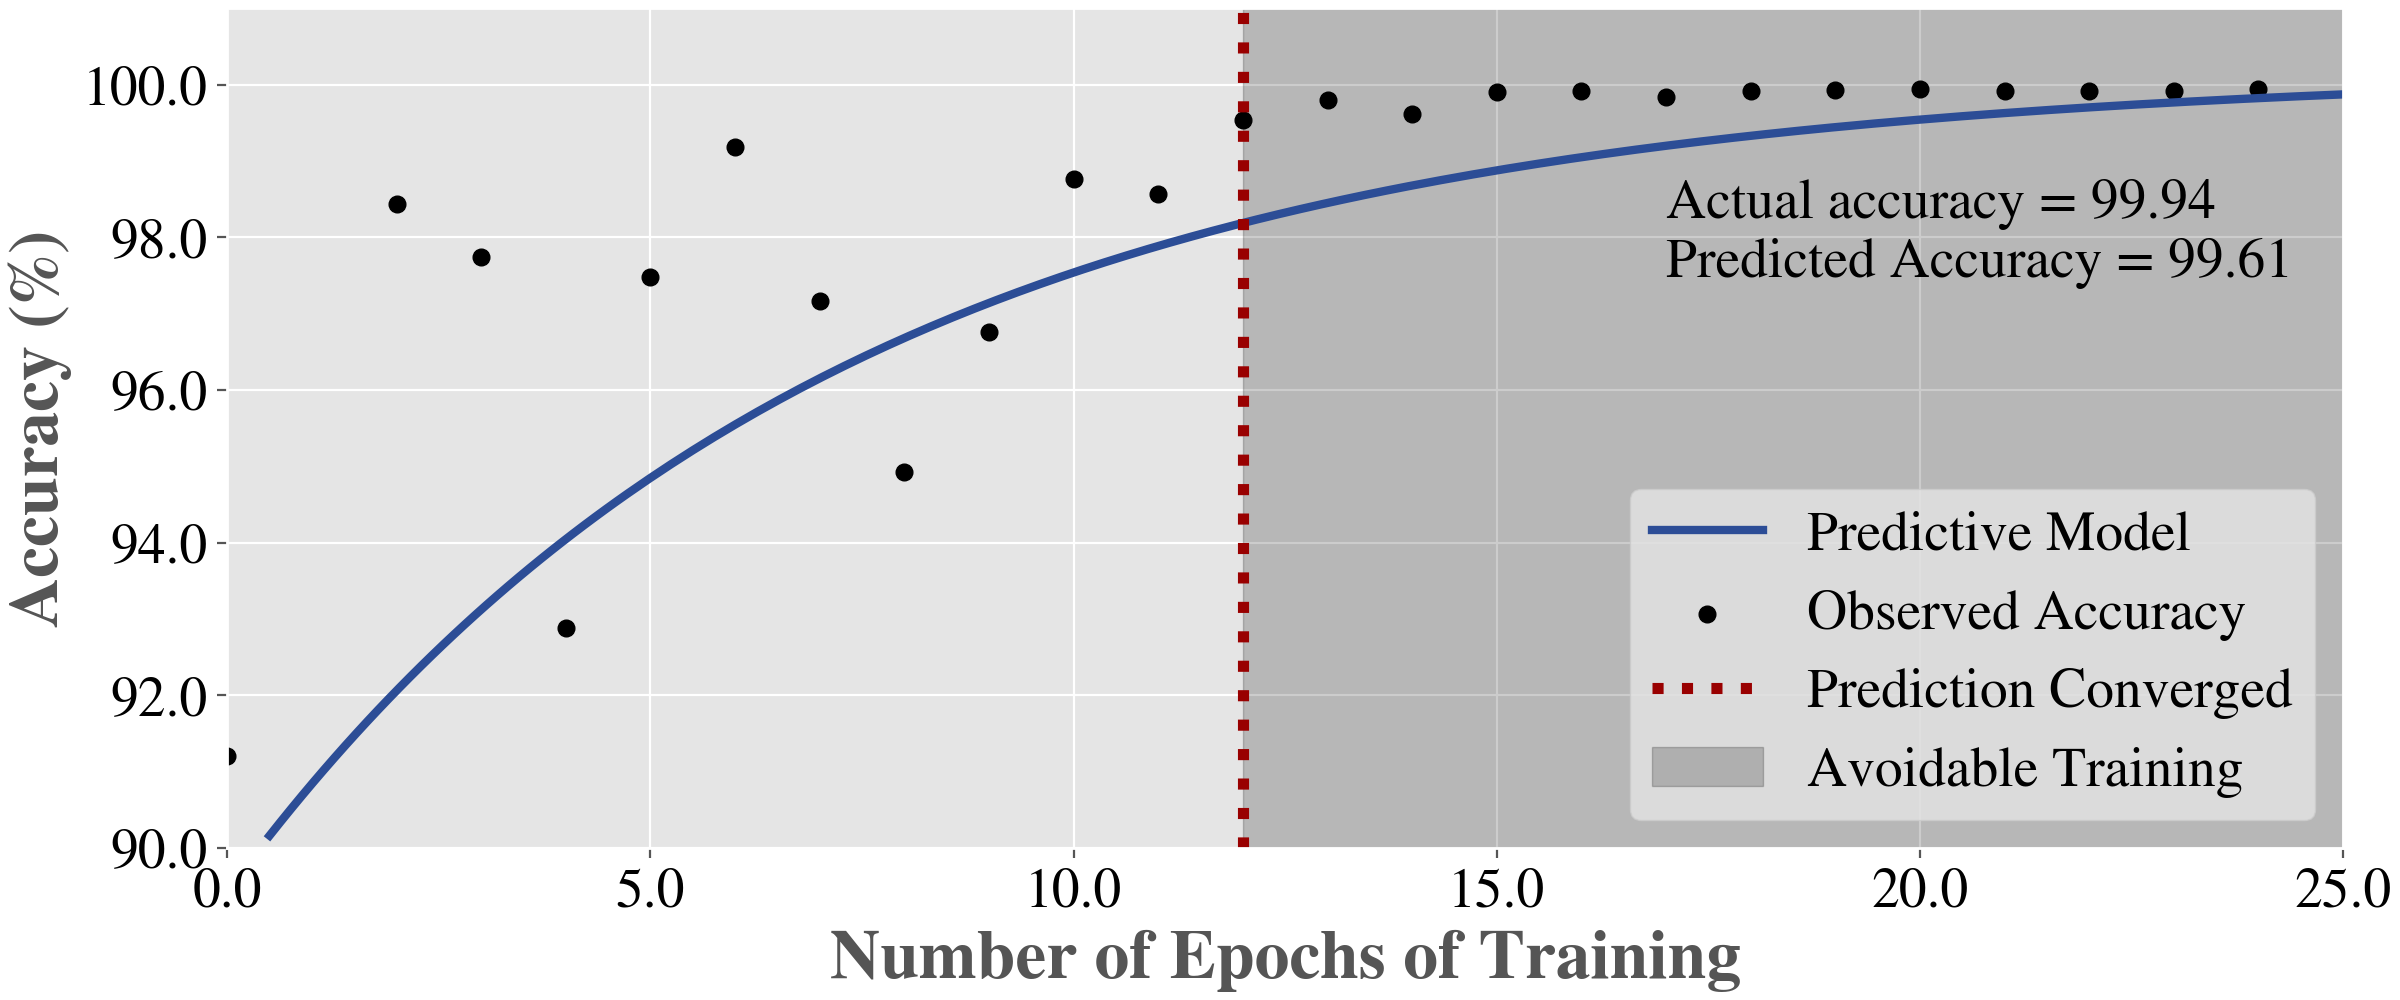 100.0
98.0
96.0
94.0
92.0
90.0
0.0 5.0 10.0 15.0 20.0 25.0
Accuracy (%)
Number of Epochs of Training
Actual accuracy = 99.94
Predicted Accuracy = 99.61
Predictive Model
Observed Accuracy
Prediction Converged
Avoidable Training